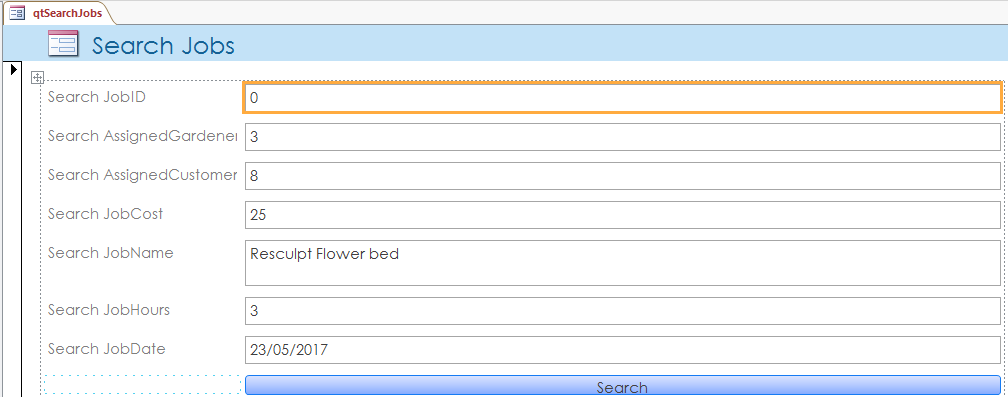 qtSearchJobs
Search Jobs
Search JobID 0
Search AssignedGardener 3
Search AssignedCustomer 8
Search JobCost 25
Search JobName Resculpt Flower bed
Search JobHours 3
Search JobDate 23/05/2017
Search